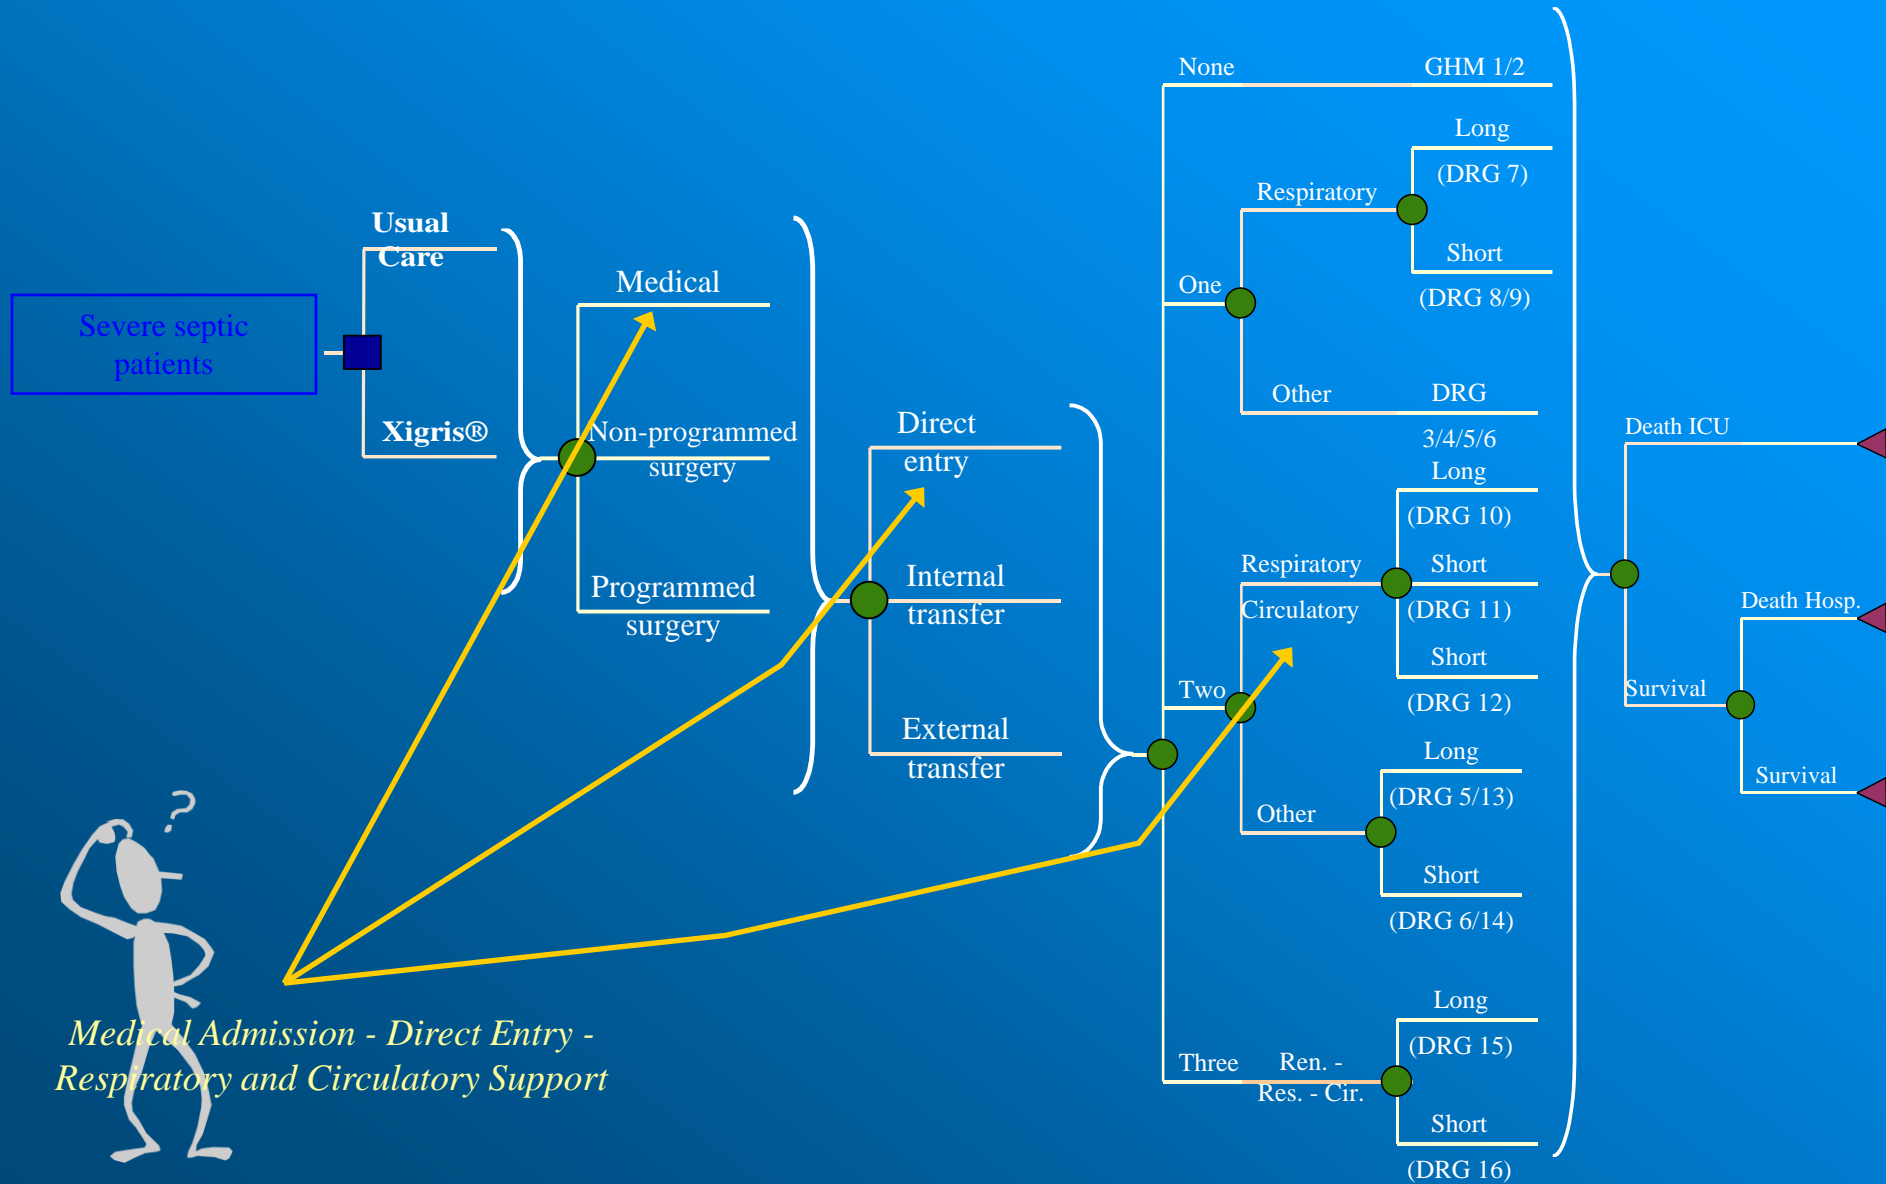 Severe septic
patients
Usual
Care
Xigris®
Medical
Non-programmed
surgery
Programmed
surgery
Direct
entry
Internal
transfer
External
transfer
None
GHM 1/2
One
Respiratory
Long
(DRG 7)
Short
(DRG 8/9)
Other
DRG
3/4/5/6
Two
Respiratory
Circulatory
Long
(DRG 10)
Short
(DRG 11)
Short
(DRG 12)
Other
Long
(DRG 5/13)
Short
(DRG 6/14)
Three
Ren. -
Res. - Cir.
Long
(DRG 15)
Short
(DRG 16)
Death ICU
Survival
Death Hosp.
Survival
?
Medical Admission - Direct Entry -
Respiratory and Circulatory Support